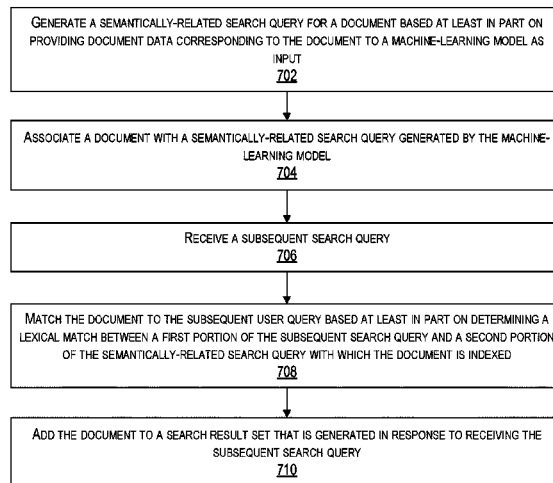 GENERATE A SEMANTICALLY-RELATED SEARCH QUERY FOR A DOCUMENT BASED AT LEAST IN PART ON
PROVIDING DOCUMENT DATA CORRESPONDING TO THE DOCUMENT TO A MACHINE-LEARNING MODEL AS
INPUT
702
ASSOCIATE A DOCUMENT WITH A SEMANTICALLY-RELATED SEARCH QUERY GENERATED BY THE MACHINE-
LEARNING MODEL
704
RECEIVE A SUBSEQUENT SEARCH QUERY
706
MATCH THE DOCUMENT TO THE SUBSEQUENT USER QUERY BASED AT LEAST IN PART ON DETERMINING A
LEXICAL MATCH BETWEEN A FIRST PORTION OF THE SUBSEQUENT SEARCH QUERY AND A SECOND PORTION
OF THE SEMANTICALLY-RELATED SEARCH QUERY WITH WHICH THE DOCUMENT IS INDEXED
708
ADD THE DOCUMENT TO A SEARCH RESULT SET THAT IS GENERATED IN RESPONSE TO RECEIVING THE
SUBSEQUENT SEARCH QUERY
710